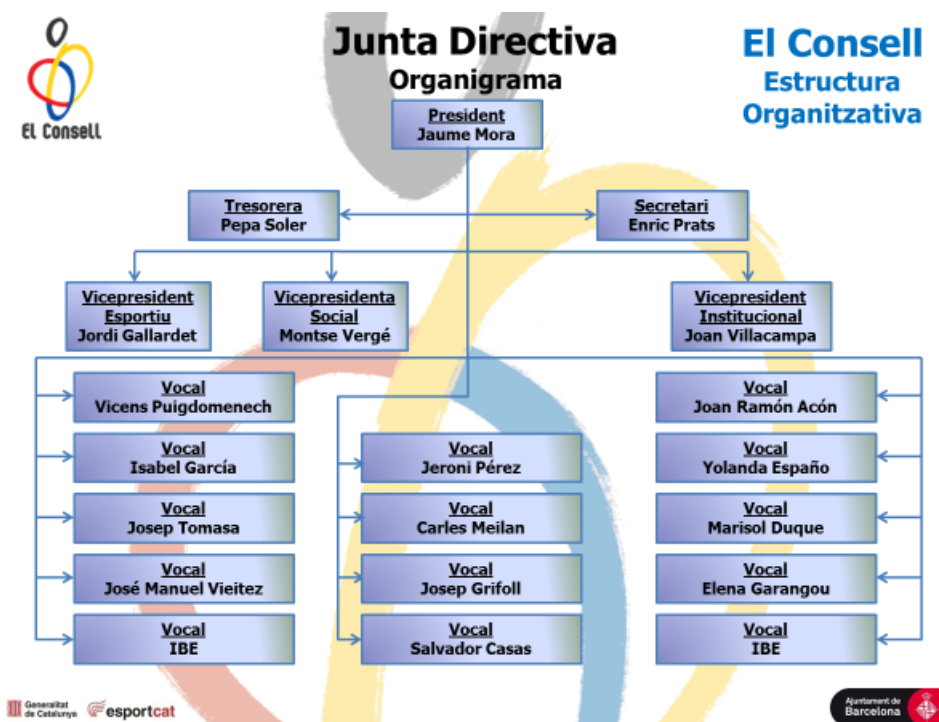 Junta Directiva
Organigrama
El Consell
Estructura
Organitzativa
El Consell
President
Jaume Mora
Tresorera
Pepa Soler
Secretari
Enric Prats
Vicepresident
Esportiu
Jordi Gallardet
Vicepresidenta
Social
Montse Vergé
Vicepresident
Institucional
Joan Villacampa
Vocal
Vicens Puigdomenech
Vocal
Isabel García
Vocal
Josep Tomasa
Vocal
José Manuel Vieitez
Vocal
IBE
Vocal
Jeroni Pérez
Vocal
Carles Meilan
Vocal
Josep Grifoll
Vocal
Salvador Casas
Vocal
Joan Ramón Acón
Vocal
Yolanda Españo
Vocal
Marisol Duque
Vocal
Elena Garangou
Vocal
IBE
Generalitat
de Catalunya
esportcat
Ajuntament de
Barcelona